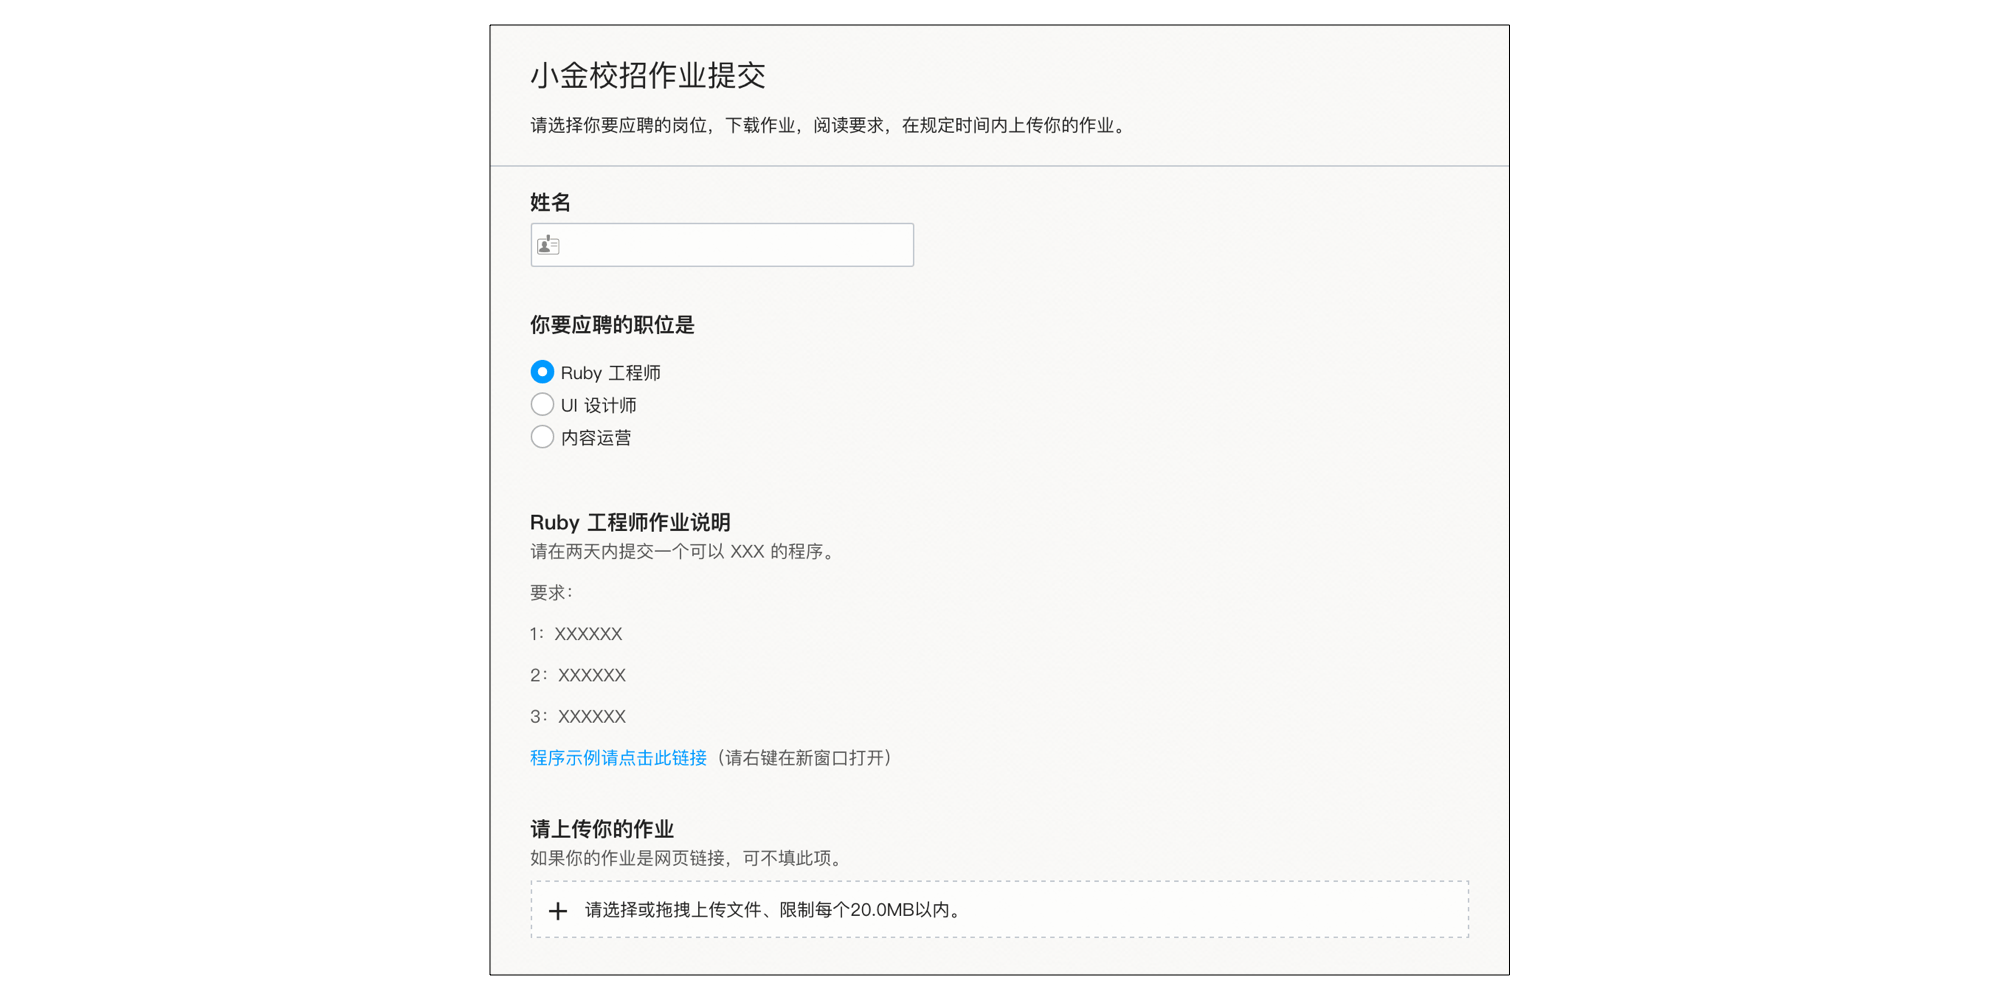 小金校招作业提交
请选择你要应聘的岗位，下载作业，阅读要求，在规定时间内上传你的作业。
姓名
你要应聘的职位是
Ruby 工程师
UI 设计师
内容运营
Ruby 工程师作业说明
请在两天内提交一个可以 XXX 的程序。
要求：
1：XXXXXX
2：XXXXXX
3：XXXXXX
程序示例请点击此链接（请右键在新窗口打开）
请上传你的作业
如果你的作业是网页链接，可不填此项。
请选择或拖拽上传文件、限制每个20.0MB以内。